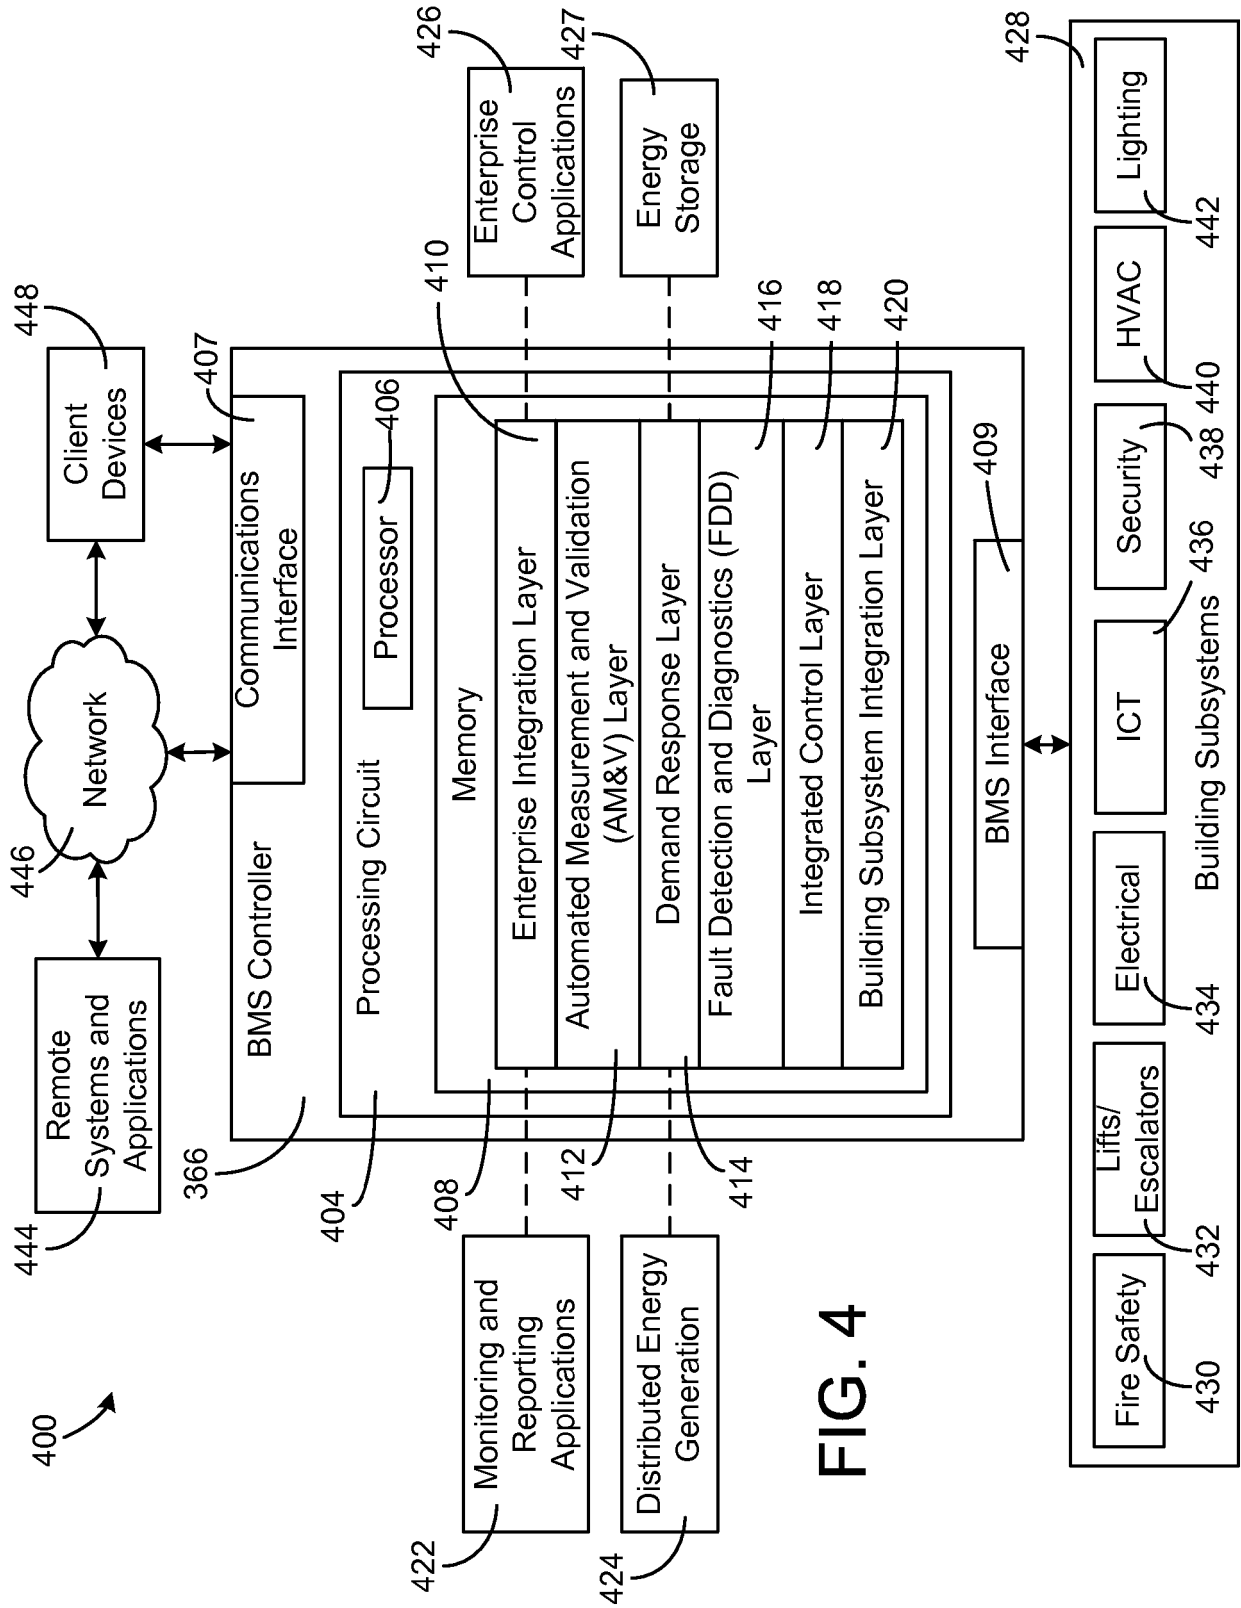 400
444
Remote
Systems and
Applications
446
Network
448
Client
Devices
366
BMS Controller
Communications
Interface
407
404
Processing Circuit
Processor
406
408
Memory
410
Enterprise Integration Layer
412
Automated Measurement and Validation
(AM&V) Layer
414
Demand Response Layer
Fault Detection and Diagnostics (FDD)
Layer
416
Integrated Control Layer
418
Building Subsystem Integration Layer
420
422
Monitoring and
Reporting
Applications
424
Distributed Energy
Generation
426
Enterprise
Control
Applications
427
Energy
Storage
BMS Interface
409
FIG. 4
428
Fire Safety
430
Lifts/
Escalators
432
Electrical
434
ICT
436
Security
438
HVAC
440
Lighting
442
Building Subsystems